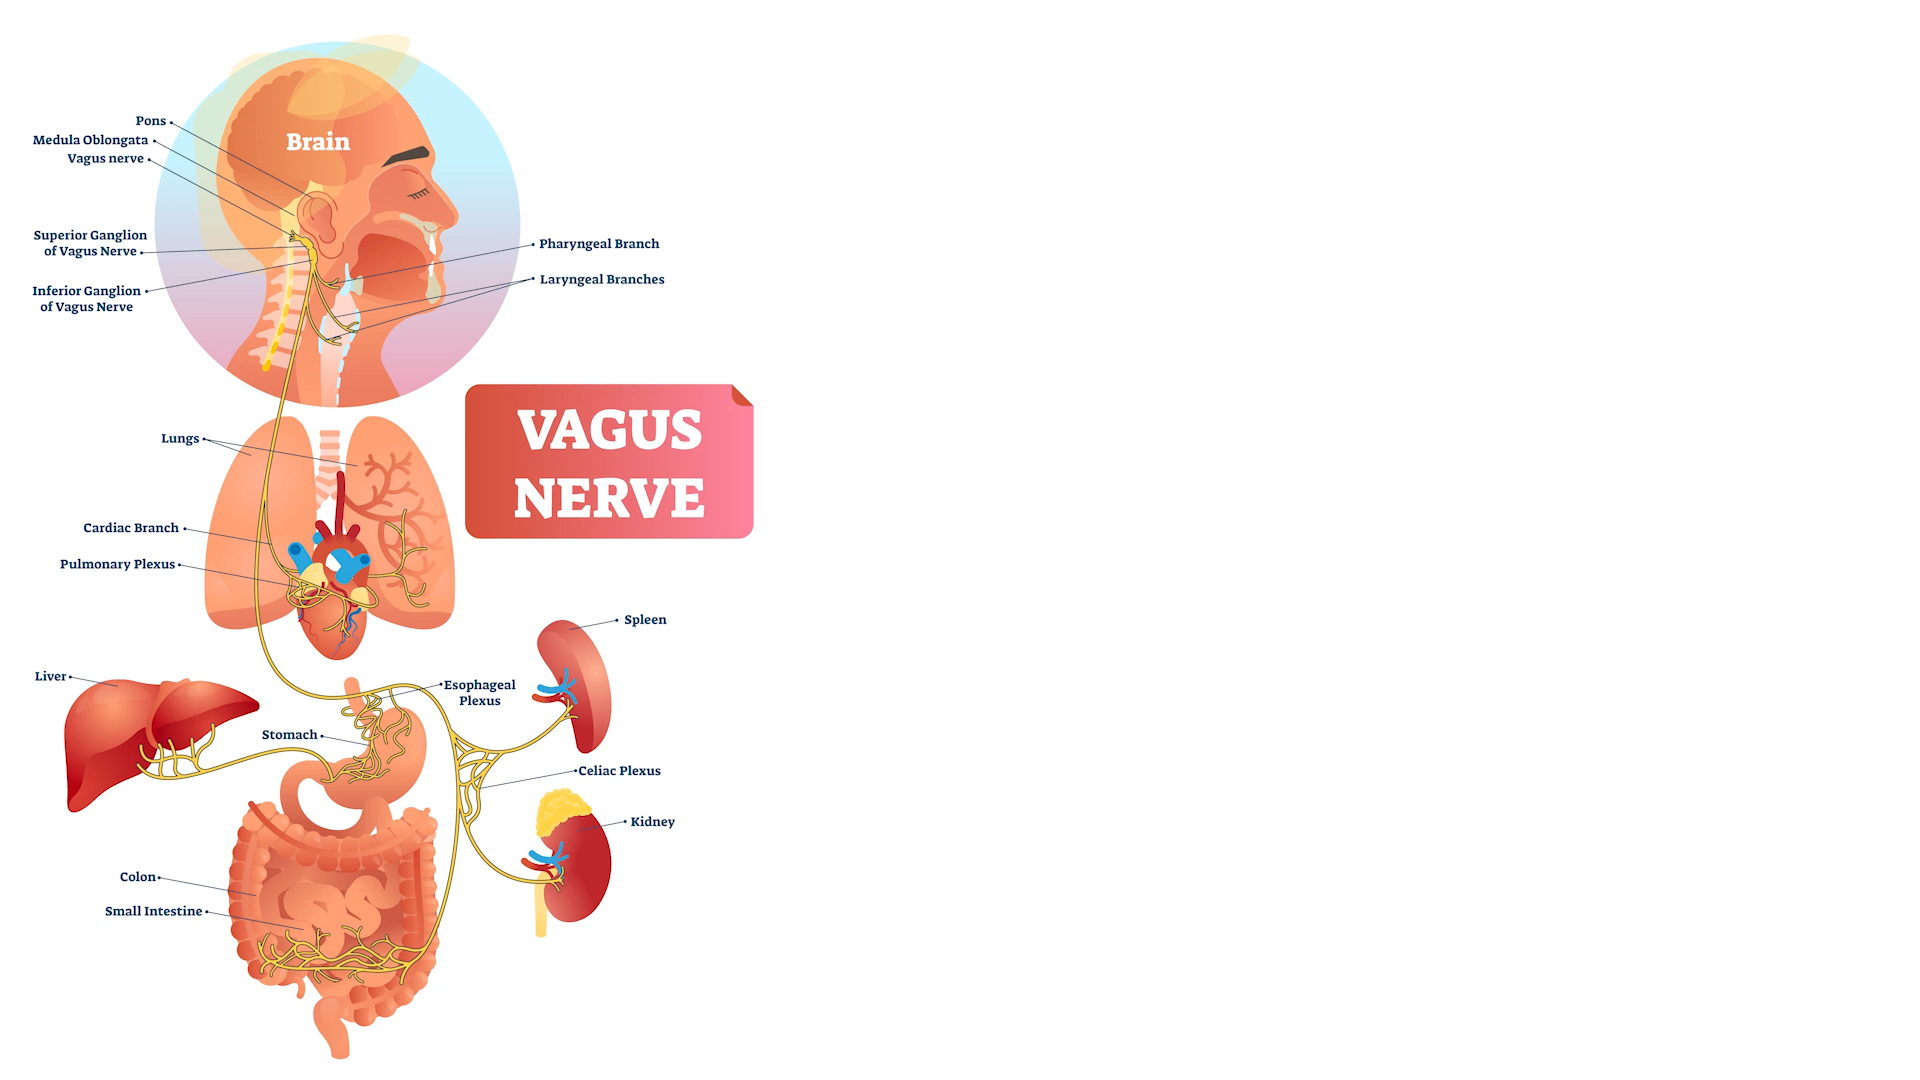 Pons
Brain
Medula Oblongata
Vagus nerve
Superior Ganglion
of Vagus Nerve
Pharyngeal Branch
Laryngeal Branches
Inferior Ganglion
of Vagus Nerve
VAGUS
NERVE
Lungs
Cardiac Branch
Pulmonary Plexus
Spleen
Liver
Esophageal
Plexus
Stomach
Celiac Plexus
Kidney
Colon
Small Intestine